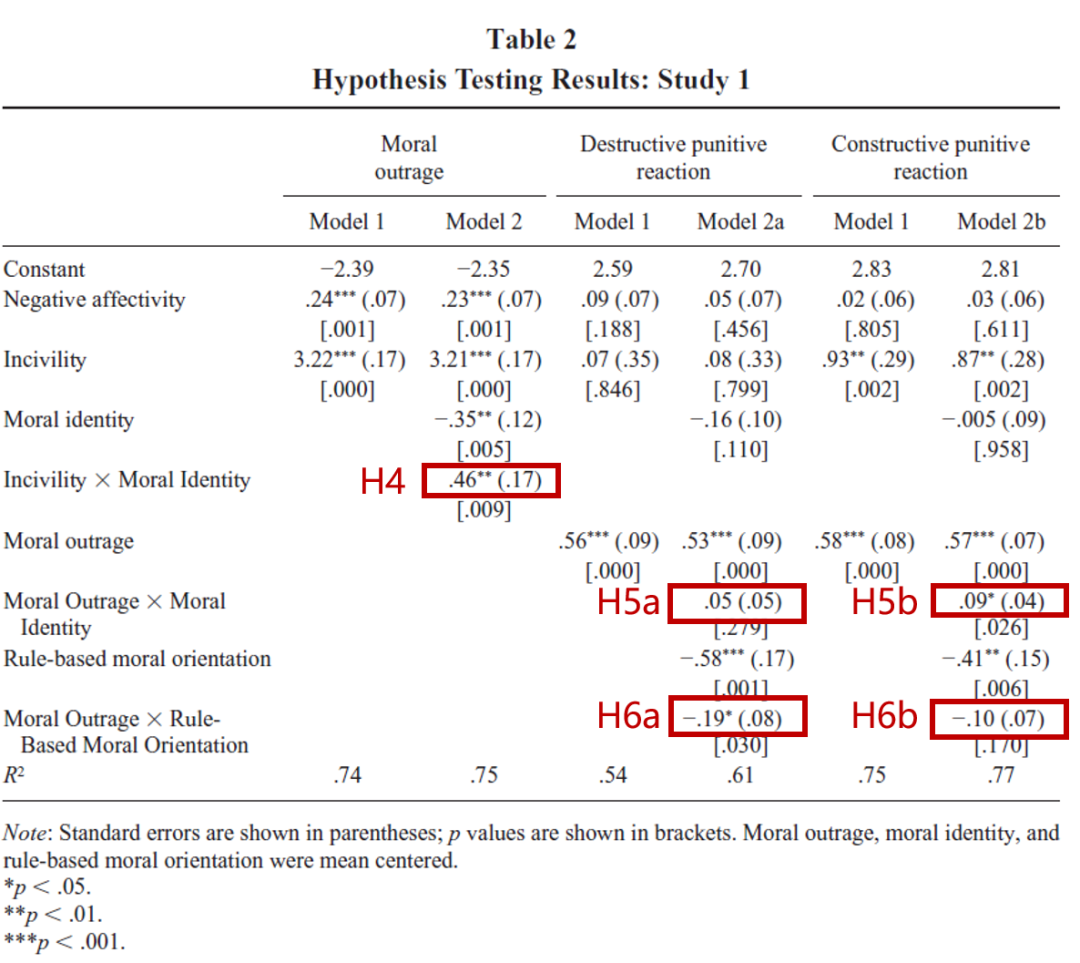 Table 2
Hypothesis Testing Results: Study 1
Moral outrage Destructive punitive reaction Constructive punitive reaction
Model 1 Model 2 Model 1 Model 2a Model 1 Model 2b
Constant −2.39 −2.35 2.59 2.70 2.83 2.81
Negative affectivity .24*** (.07) .23*** (.07) .09 (.07) .05 (.07) .02 (.06) .03 (.06)
[.001] [.001] [.188] [.456] [.805] [.611]
Incivility 3.22*** (.17) 3.21*** (.17) .07 (.35) .08 (.33) .93** (.29) .87** (.28)
[.000] [.000] [.846] [.799] [.002] [.002]
Moral identity −.35** (.12) −.16 (.10) −.005 (.09)
[.005] [.110] [.958]
Incivility × Moral Identity H4 .46** (.17)
[.009]
Moral outrage .56*** (.09) .53*** (.09) .58*** (.08) .57*** (.07)
[.000] [.000] [.000] [.000]
Moral Outrage × Moral H5a .05 (.05) H5b .09* (.04)
Identity [.279] [.026]
Rule-based moral orientation −.58*** (.17) −.41** (.15)
[.001] [.006]
Moral Outrage × Rule- H6a −.19* (.08) H6b −.10 (.07)
Based Moral Orientation [.030] [.170]
R² .74 .75 .54 .61 .75 .77
Note: Standard errors are shown in parentheses; p values are shown in brackets. Moral outrage, moral identity, and
rule-based moral orientation were mean centered.
*p < .05.
**p < .01.
***p < .001.